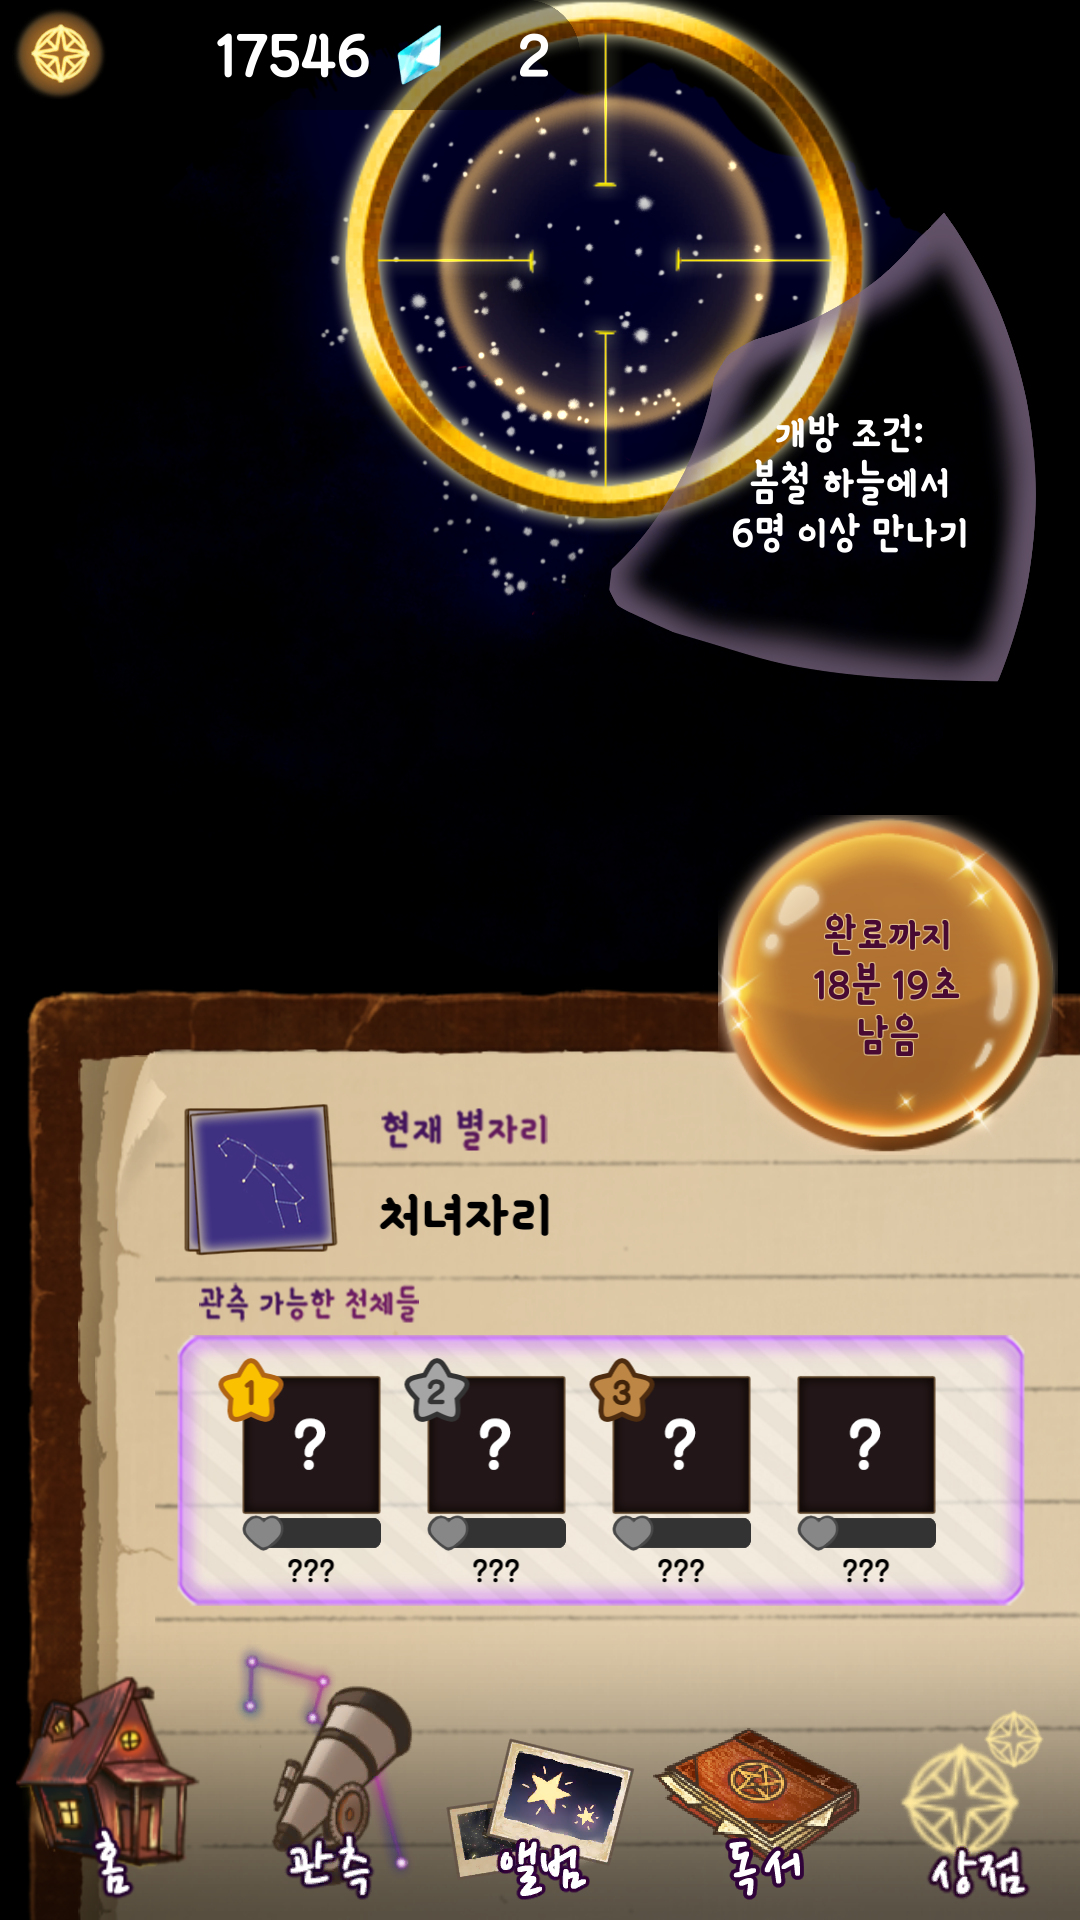 17546 2
개방 조건:
봄철 하늘에서
6명 이상 만나기
완료까지
18분 19초
남음
현재 별자리
처녀자리
관측 가능한 천체들
1 2 3
? ? ? ?
??? ??? ??? ???
홈 관측 앨범 독서 상점